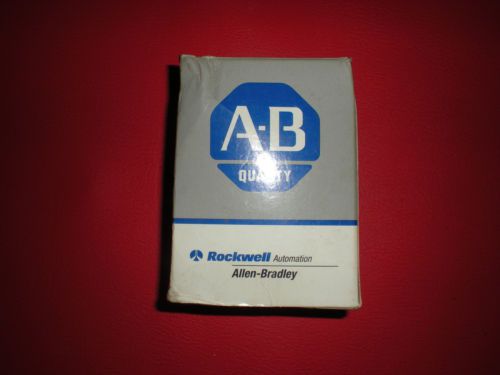 A-B
QUALITY
Rockwell Automation
Allen-Bradley